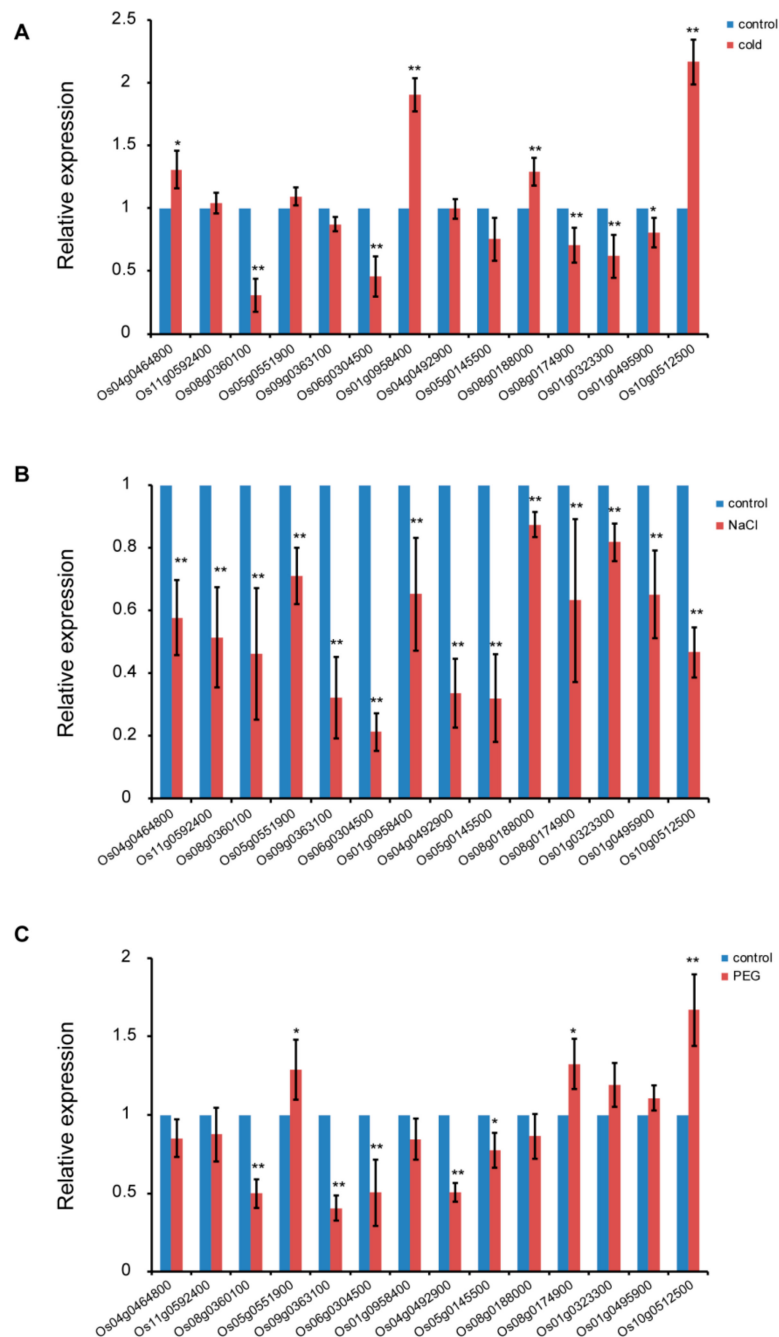 A
2.5
2
1.5
1
0.5
0
Relative expression
control
cold
*
**
**
**
**
**
**
*
**
Os04g0464800
Os11g0592400
Os08g0360100
Os05g0551900
Os09g0363100
Os06g0304500
Os01g0958400
Os04g0492900
Os05g0145500
Os08g0188000
Os08g0174900
Os01g0323300
Os01g0495900
Os10g0512500
B
1
0.8
0.6
0.4
0.2
0
Relative expression
control
NaCl
**
**
**
**
**
**
**
**
**
**
**
**
**
**
Os04g0464800
Os11g0592400
Os08g0360100
Os05g0551900
Os09g0363100
Os06g0304500
Os01g0958400
Os04g0492900
Os05g0145500
Os08g0188000
Os08g0174900
Os01g0323300
Os01g0495900
Os10g0512500
C
2
1.5
1
0.5
0
Relative expression
control
PEG
**
*
**
**
**
*
*
**
Os04g0464800
Os11g0592400
Os08g0360100
Os05g0551900
Os09g0363100
Os06g0304500
Os01g0958400
Os04g0492900
Os05g0145500
Os08g0188000
Os08g0174900
Os01g0323300
Os01g0495900
Os10g0512500